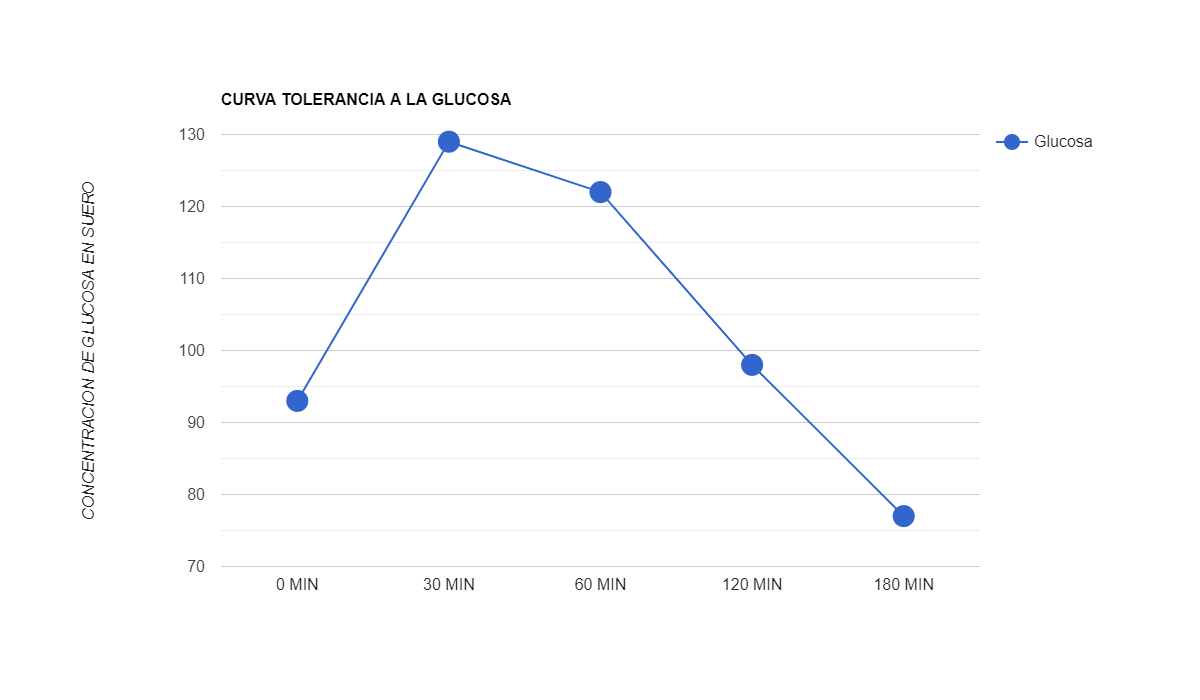 CURVA TOLERANCIA A LA GLUCOSA
CONCENTRACION DE GLUCOSA EN SUERO
130
120
110
100
90
80
70
0 MIN
30 MIN
60 MIN
120 MIN
180 MIN
Glucosa